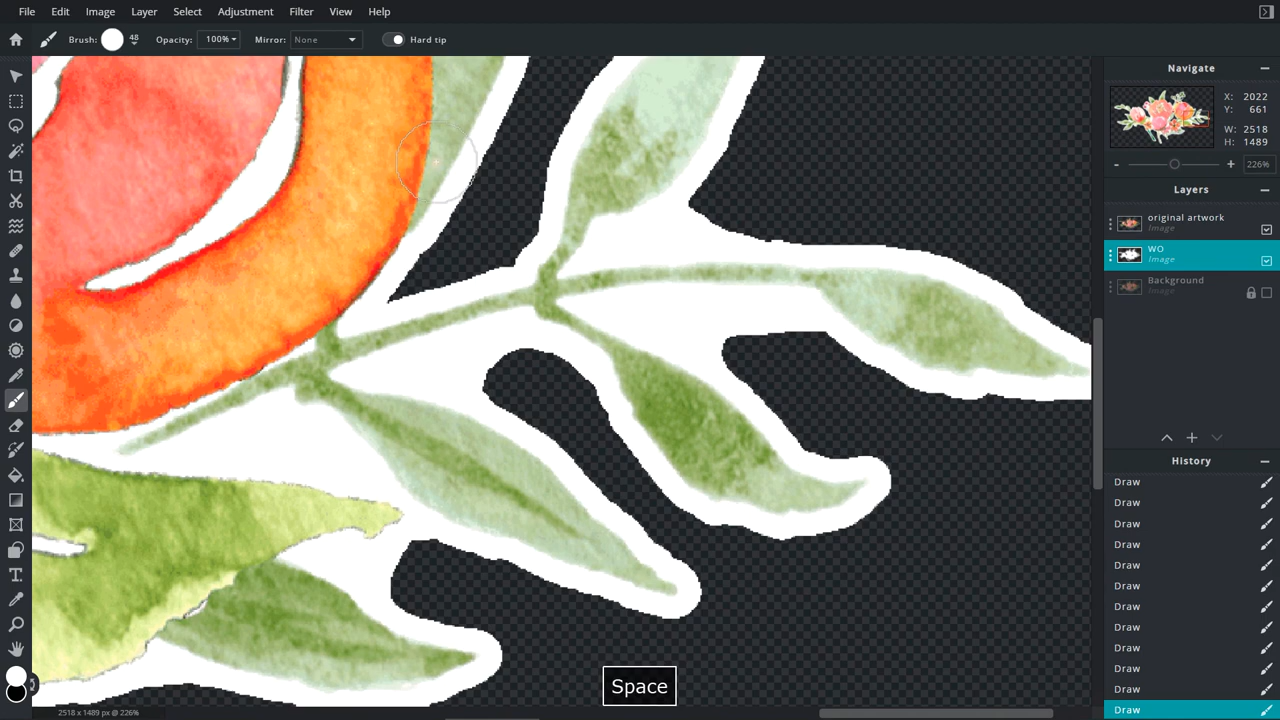 File Edit Image Layer Select Adjustment Filter View Help
Brush: 48 Opacity: 100% Mirror: None Hard tip
Navigate
X: 2022
Y: 661
W: 2518
H: 1489
- + 226%
Layers
original artwork
Image
WO
Image
Background
Image
History
Draw
Draw
Draw
Draw
Draw
Draw
Draw
Draw
Draw
Draw
Draw
Draw
Space
2518 x 1489 px @ 226%